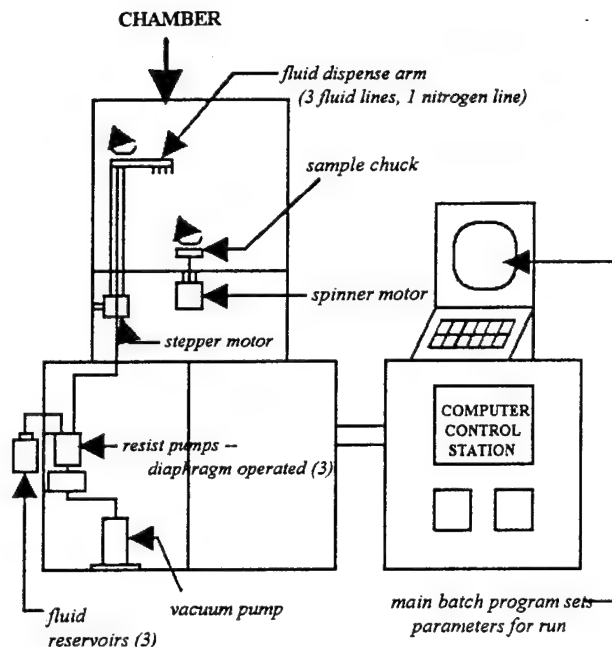 CHAMBER
fluid dispense arm
(3 fluid lines, 1 nitrogen line)
sample chuck
spinner motor
stepper motor
COMPUTER
CONTROL
STATION
resist pumps --
diaphragm operated (3)
vacuum pump
fluid
reservoirs (3)
main batch program sets
parameters for run